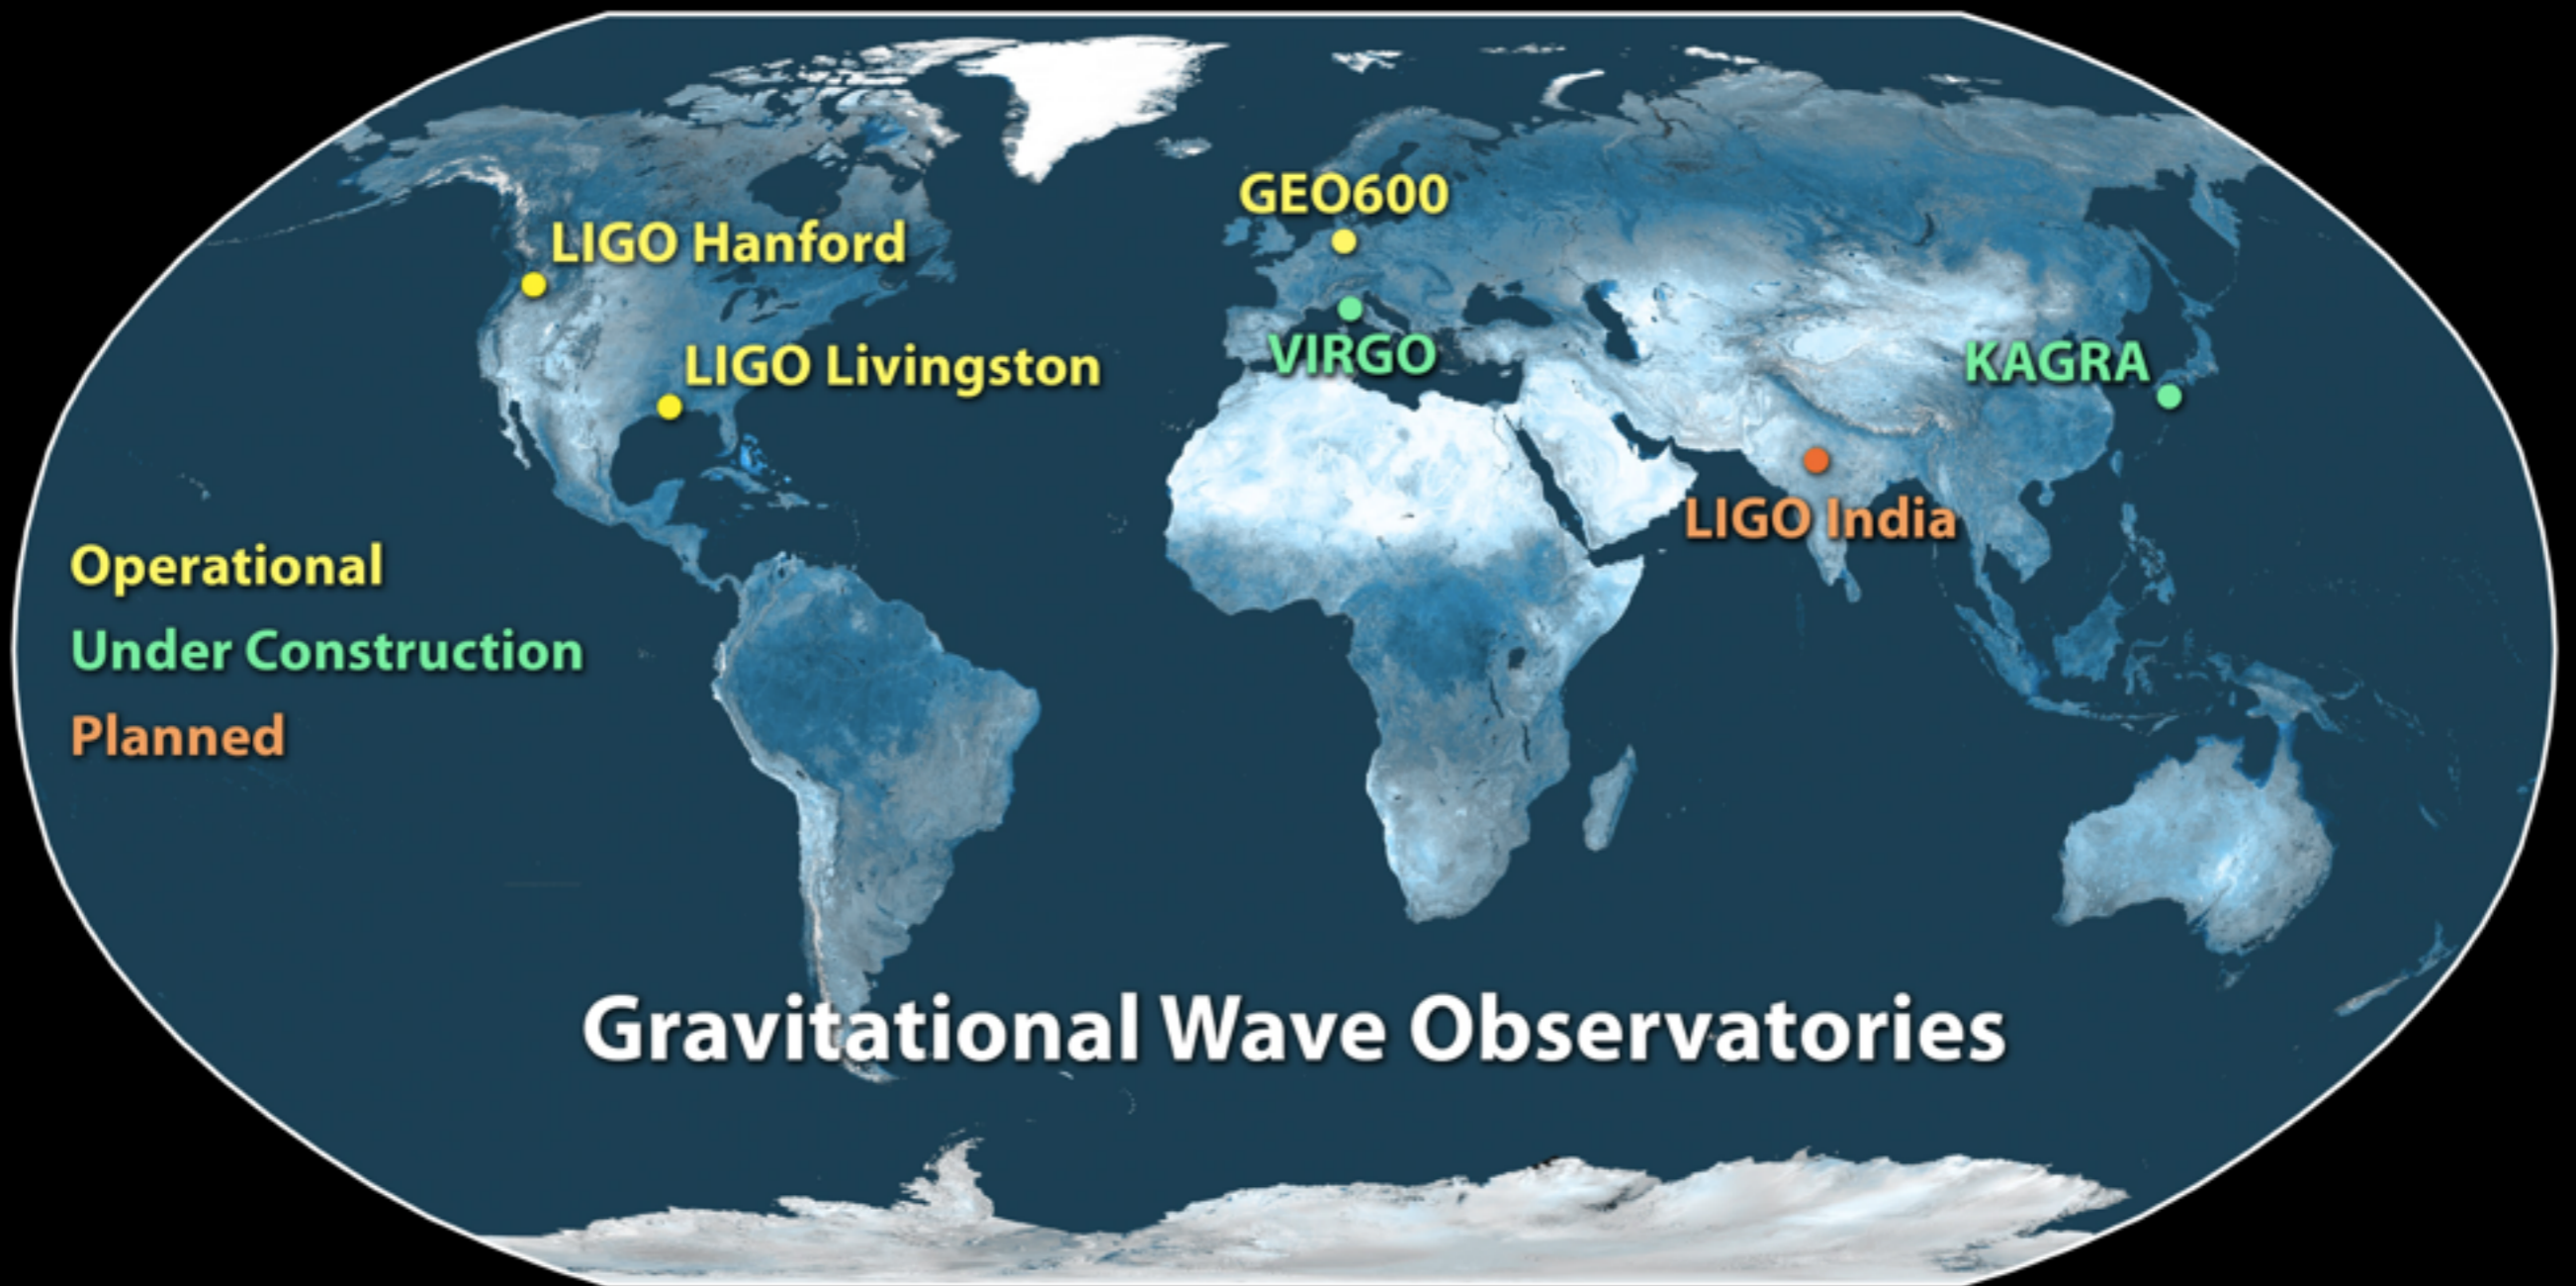 GEO600
LIGO Hanford
VIRGO
KAGRA
LIGO Livingston
LIGO India
Operational
Under Construction
Planned
Gravitational Wave Observatories